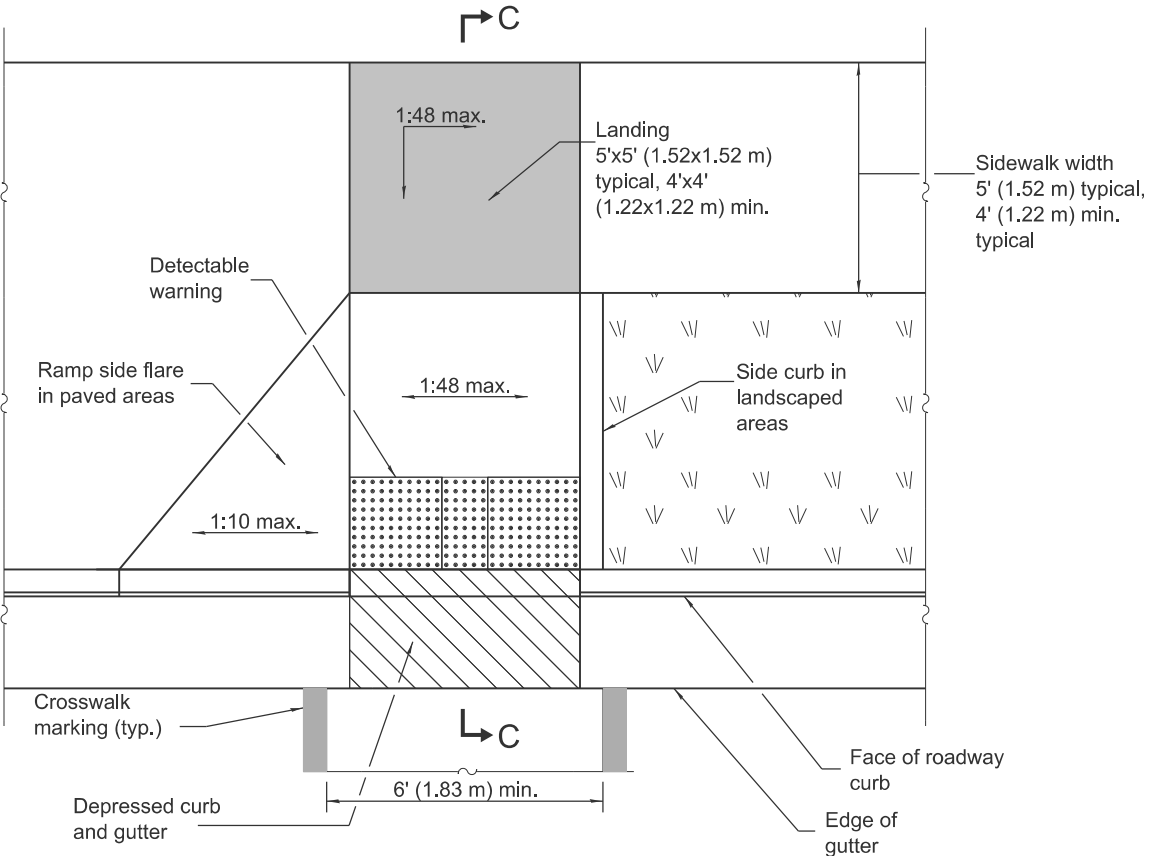 C
1:48 max.
Landing
5'x5' (1.52x1.52 m)
typical, 4'x4'
(1.22x1.22 m) min.
Sidewalk width
5' (1.52 m) typical,
4' (1.22 m) min.
typical
Detectable
warning
Ramp side flare
in paved areas
1:48 max.
Side curb in
landscaped
areas
1:10 max.
Crosswalk
marking (typ.)
C
Face of roadway
curb
6' (1.83 m) min.
Depressed curb
and gutter
Edge of
gutter